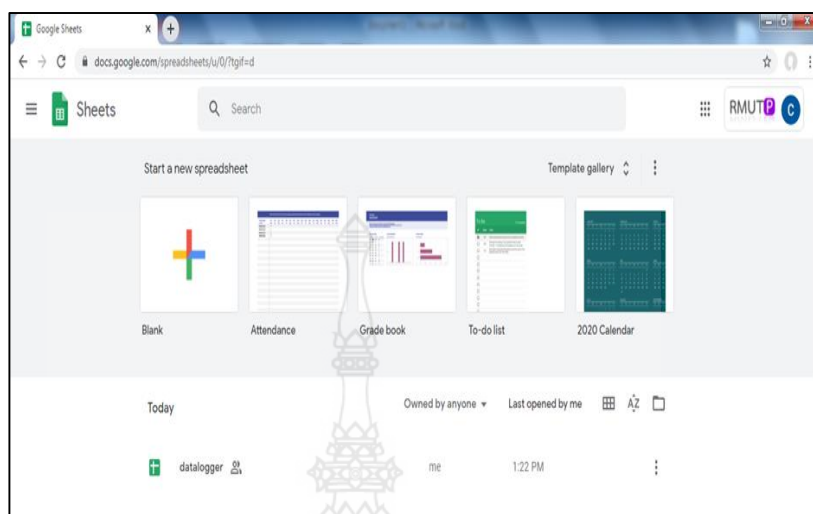 Google Sheets
docs.google.com/spreadsheets/u/0/?tgif=d
Sheets
Search
RMUTP C
Start a new spreadsheet
Template gallery
Blank
Attendance
Grade book
To-do list
2020 Calendar
Today
Owned by anyone
Last opened by me
AZ
datalogger
me
1:22 PM